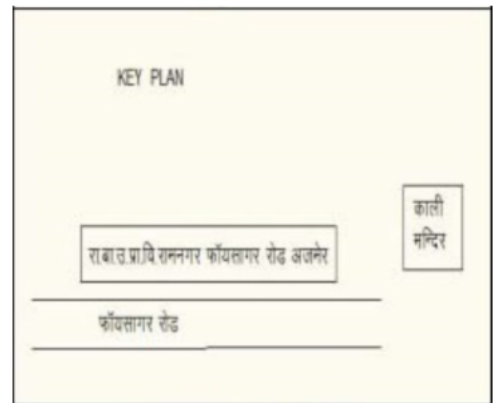 KEY PLAN
काली
मन्दिर
रा.बा.उ.प्रा.वि.रामनगर फॉयसागर रोड अजमेर
फॉयसागर रोड